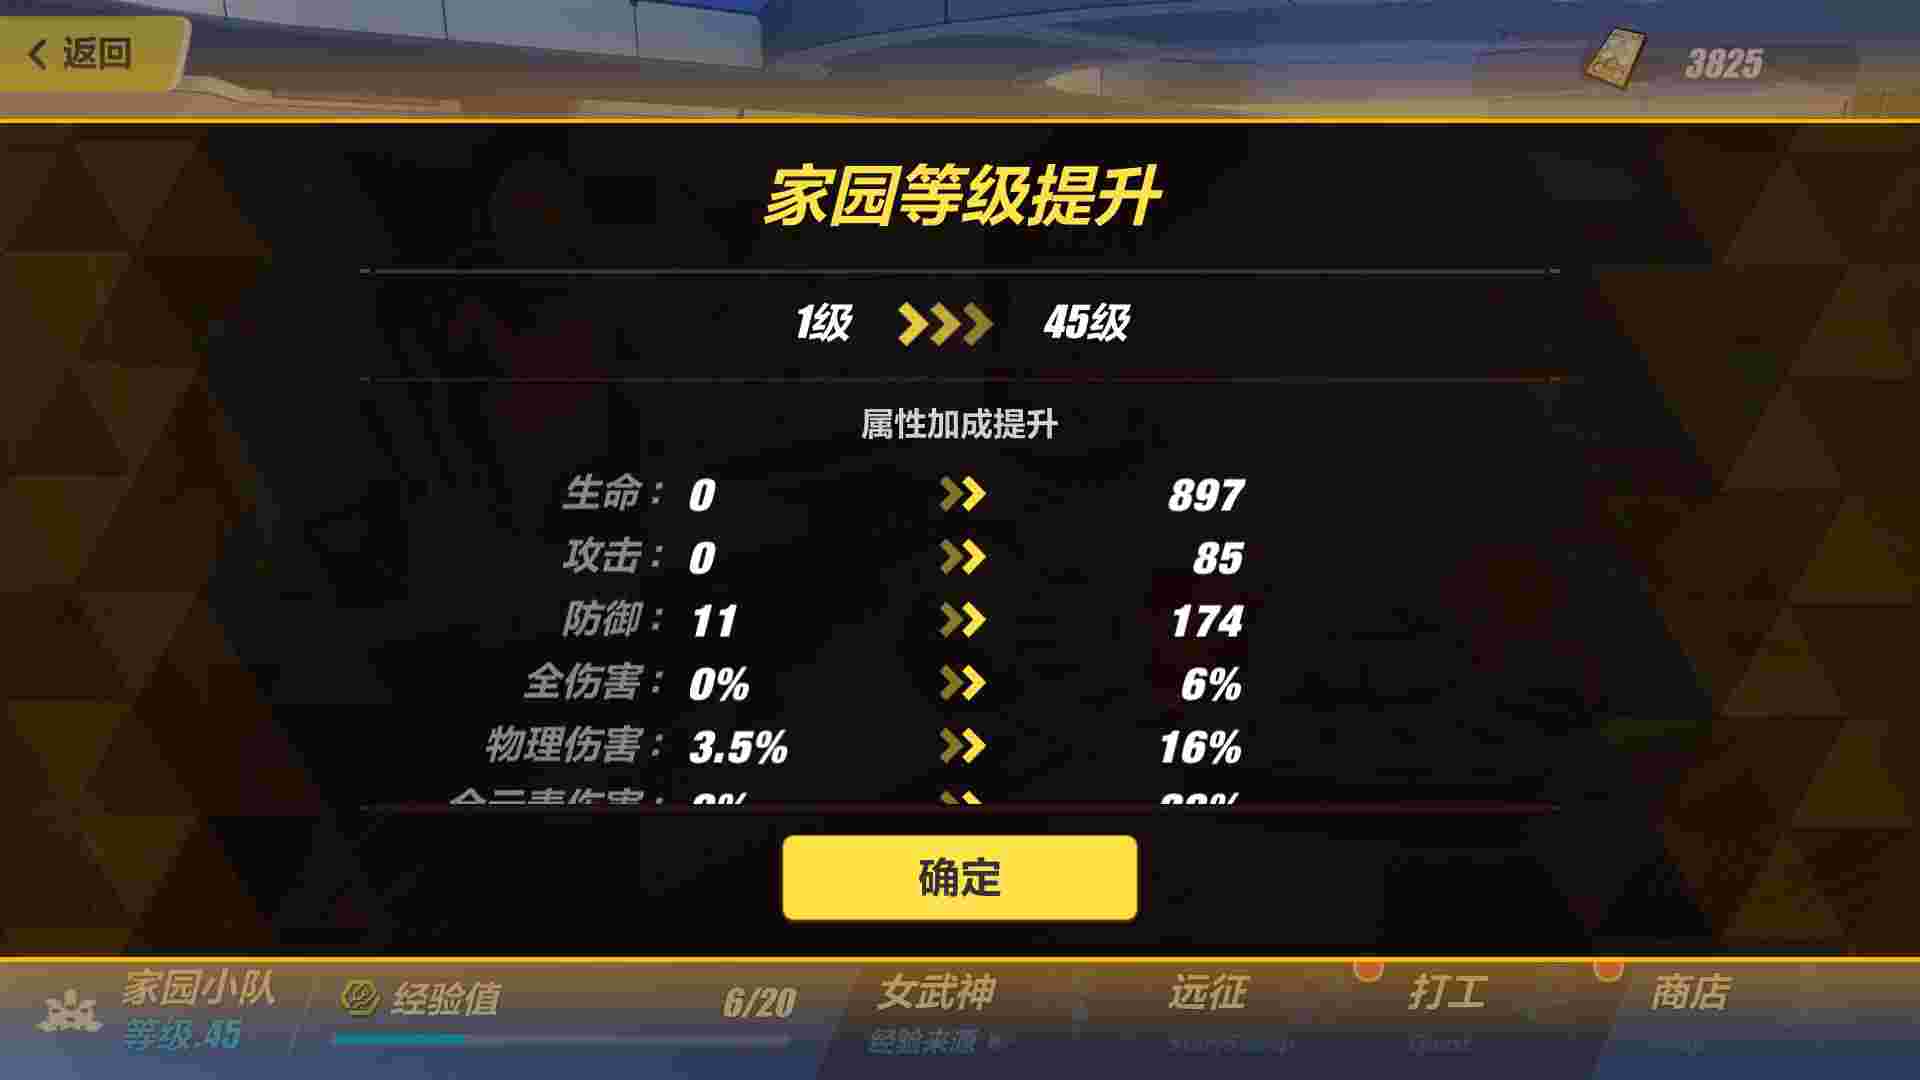 返回
3825
家园等级提升
1级 45级
属性加成提升
生命： 0 897
攻击： 0 85
防御： 11 174
全伤害： 0% 6%
物理伤害： 3.5% 16%
确定
家园小队
等级.45
经验值 6/20
女武神
经验来源
远征
打工
商店